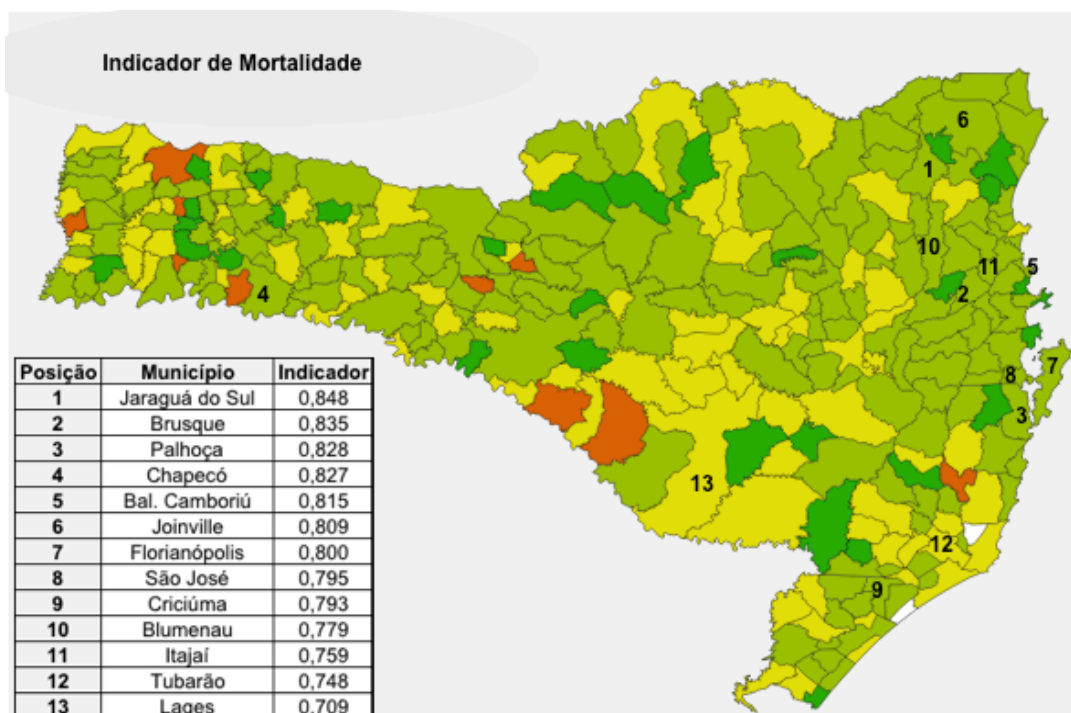 Indicador de Mortalidade
6
1
10
11
5
2
4
7
8
3
13
12
9
Posição Município Indicador
1 Jaraguá do Sul 0,848
2 Brusque 0,835
3 Palhoça 0,828
4 Chapecó 0,827
5 Bal. Camboriú 0,815
6 Joinville 0,809
7 Florianópolis 0,800
8 São José 0,795
9 Criciúma 0,793
10 Blumenau 0,779
11 Itajaí 0,759
12 Tubarão 0,748
13 Lages 0,709